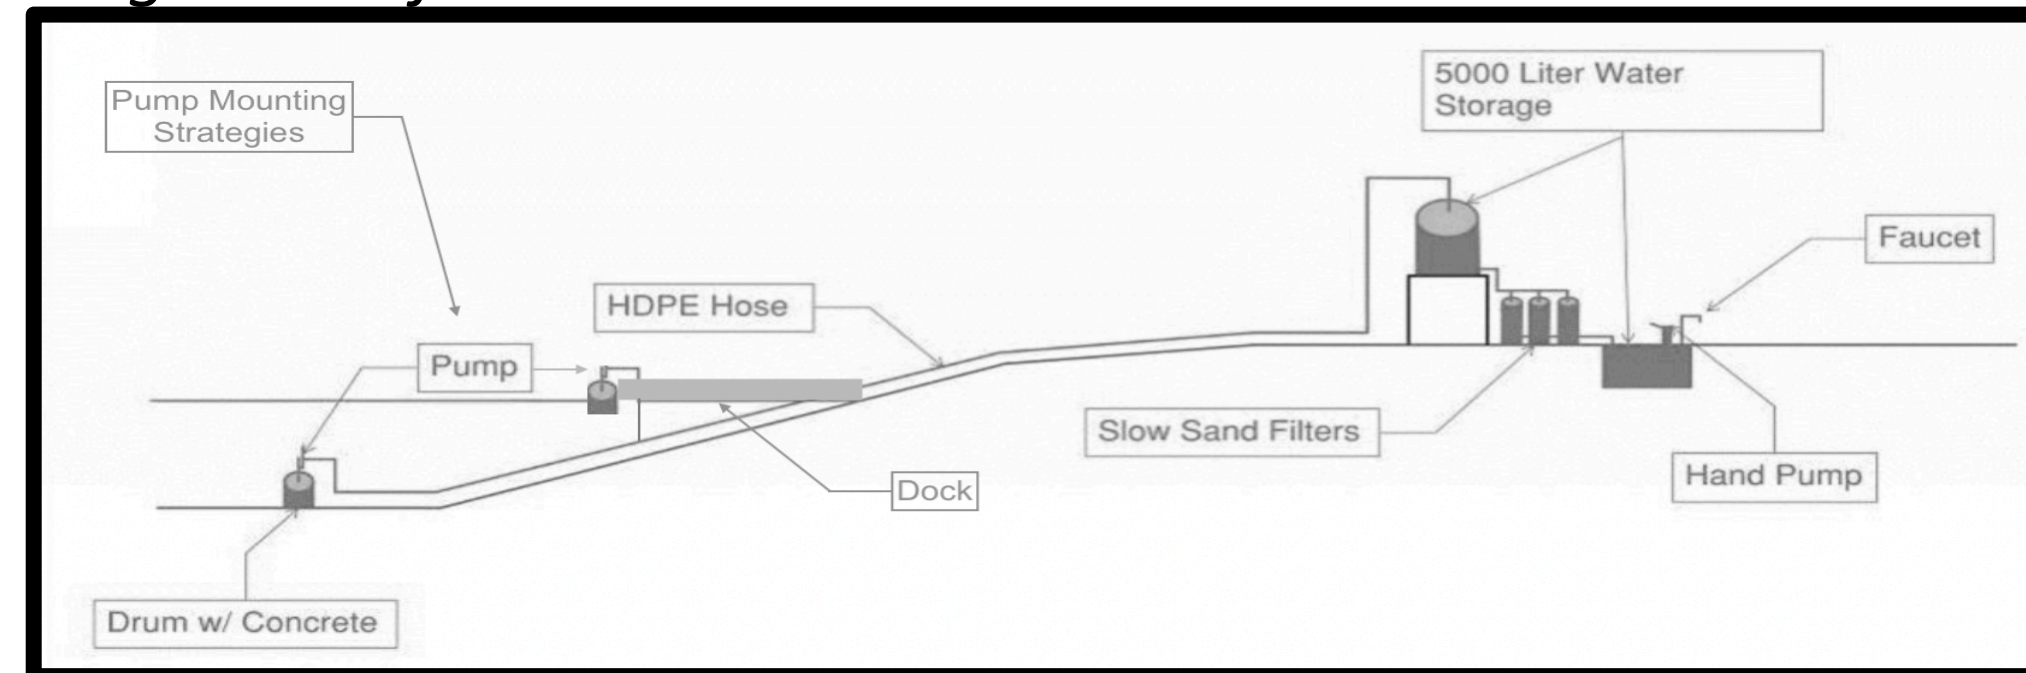 Pump Mounting
Strategies
5000 Liter Water
Storage
Faucet
HDPE Hose
Pump
Slow Sand Filters
Hand Pump
Dock
Drum w/ Concrete